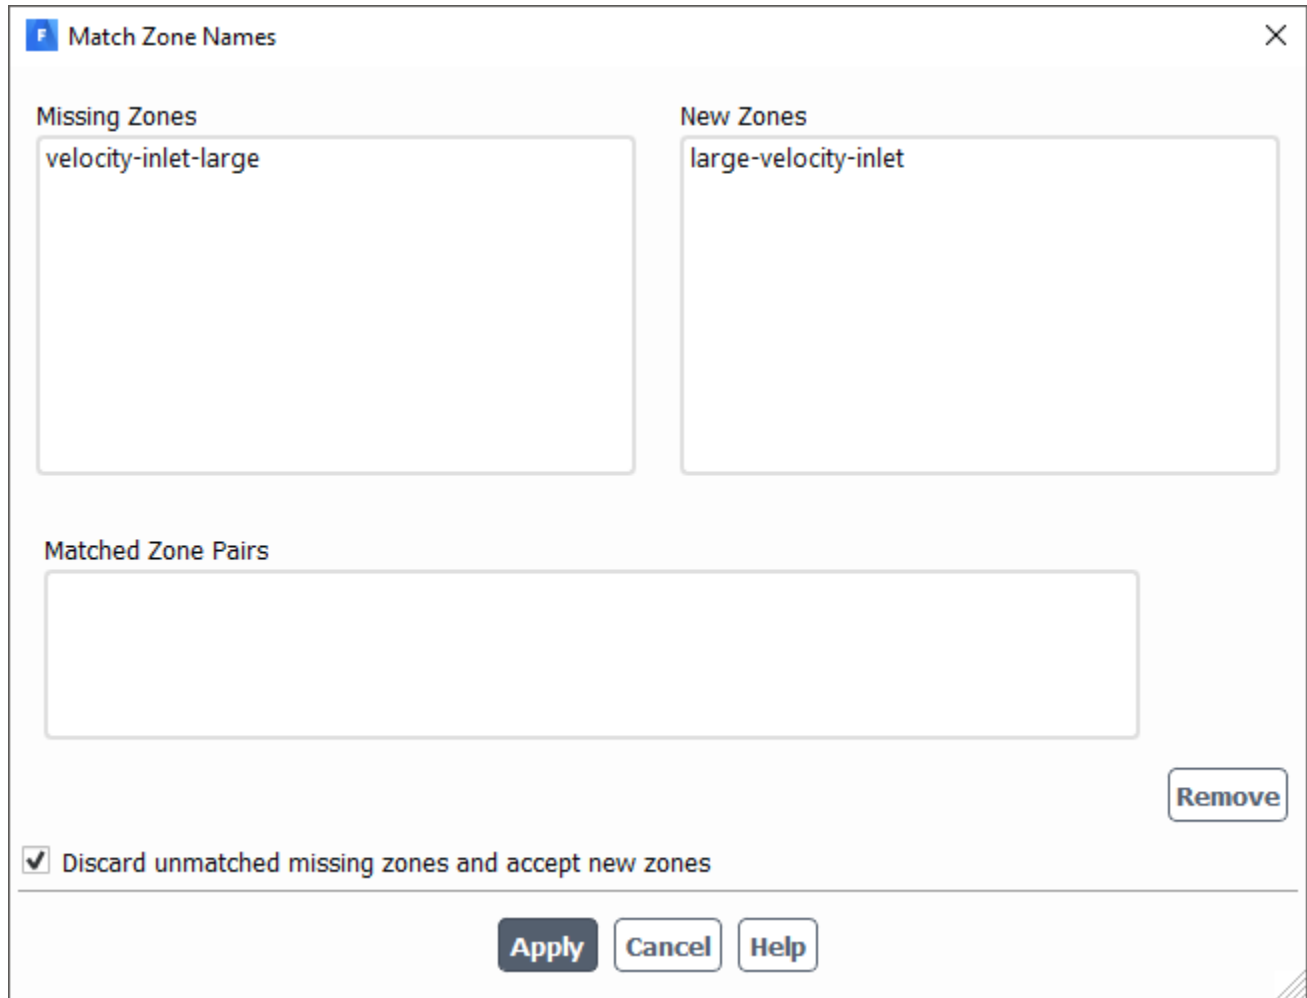 F Match Zone Names
Missing Zones
New Zones
velocity-inlet-large
large-velocity-inlet
Matched Zone Pairs
Remove
Discard unmatched missing zones and accept new zones
Apply Cancel Help